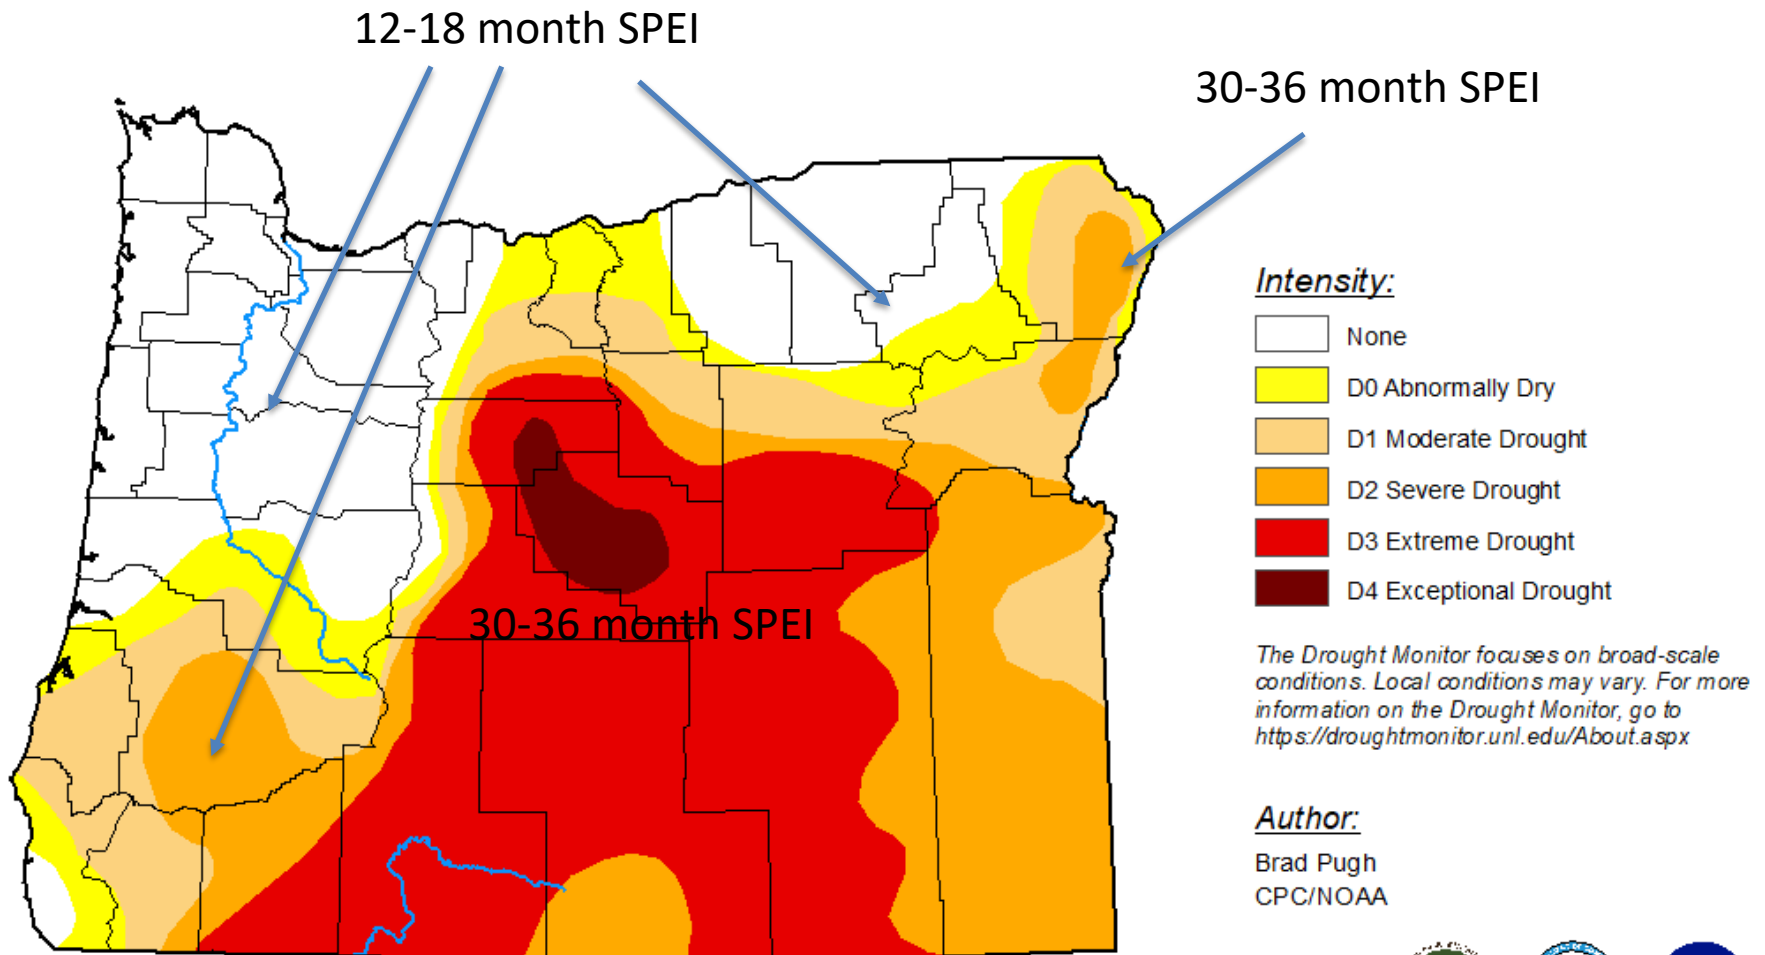 12-18 month SPEI
30-36 month SPEI
30-36 month SPEI
Intensity:
None
D0 Abnormally Dry
D1 Moderate Drought
D2 Severe Drought
D3 Extreme Drought
D4 Exceptional Drought
The Drought Monitor focuses on broad-scale
conditions. Local conditions may vary. For more
information on the Drought Monitor, go to
https://droughtmonitor.unl.edu/About.aspx
Author:
Brad Pugh
CPC/NOAA